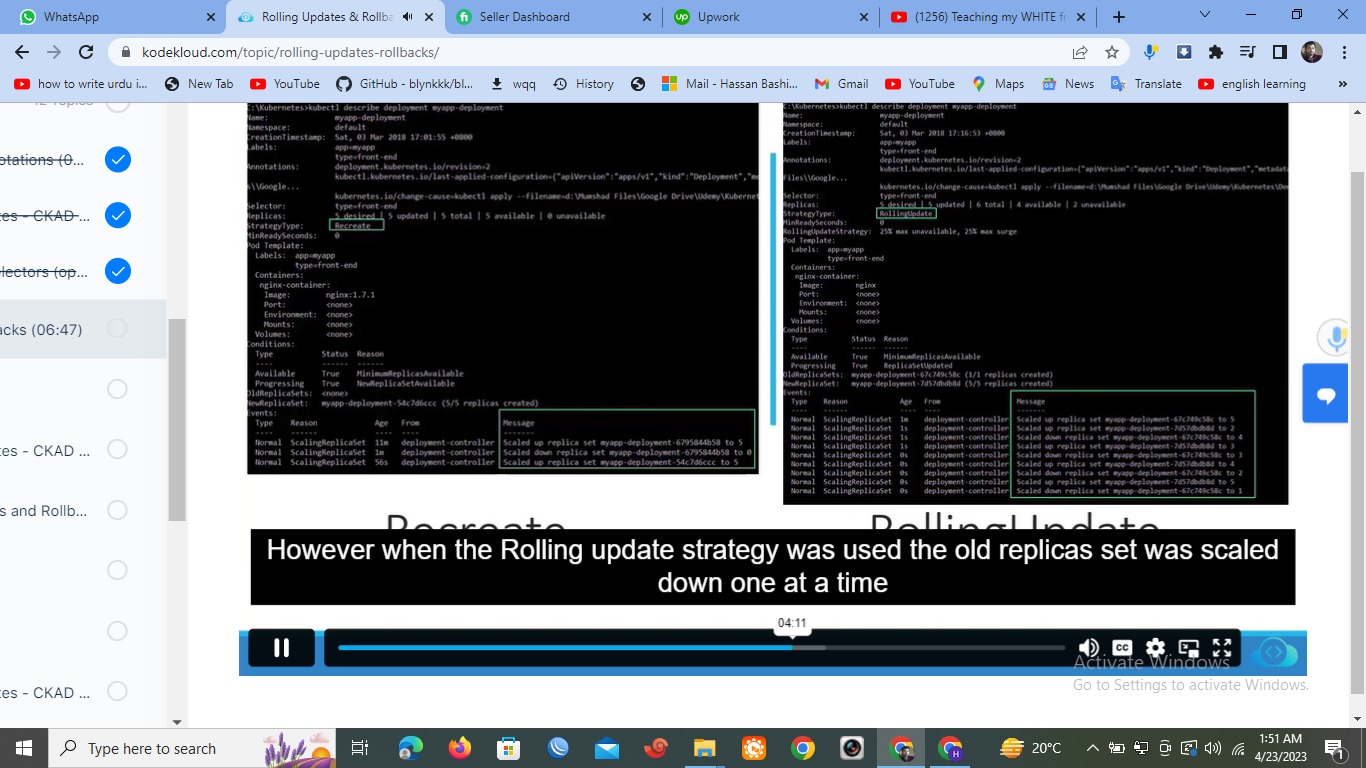 WhatsApp
Rolling Updates & Rollba
Seller Dashboard
Upwork
(1256) Teaching my WHITE fr
kodekloud.com/topic/rolling-updates-rollbacks/
how to write urdu i...
New Tab
YouTube
GitHub - blynkkk/bl...
wqq
History
Mail - Hassan Bashi...
Gmail
YouTube
Maps
News
Translate
english learning
»
12 Topics
otations (0...
tes - CKAD ...
electors (op...
acks (06:47)
tes - CKAD ...
s and Rollb...
tes - CKAD ...
C:\Kubernetes>kubectl describe deployment myapp-deployment
Name: myapp-deployment
Namespace: default
CreationTimestamp: Sat, 03 Mar 2018 17:01:55 +0800
Labels: app=myapp
type=front-end
Annotations: deployment.kubernetes.io/revision=2
kubectl.kubernetes.io/last-applied-configuration={"apiVersion":"apps/v1","kind":"Deployment","me
s\\Google...
kubernetes.io/change-cause=kubectl apply --filename=d:\Mumshad Files\Google Drive\Udemy\Kubernet
Selector: type=front-end
Replicas: 5 desired | 5 updated | 5 total | 5 available | 0 unavailable
StrategyType: Recreate
MinReadySeconds: 0
Pod Template:
Labels: app=myapp
type=front-end
Containers:
nginx-container:
Image: nginx:1.7.1
Port: <none>
Environment: <none>
Mounts: <none>
Volumes: <none>
Conditions:
Type Status Reason
---- ------ ------
Available True MinimumReplicasAvailable
Progressing True NewReplicaSetAvailable
OldReplicaSets: <none>
NewReplicaSet: myapp-deployment-54c7d6ccc (5/5 replicas created)
Events:
Type Reason Age From Message
---- ------ ---- ---- -------
Normal ScalingReplicaSet 11m deployment-controller Scaled up replica set myapp-deployment-6795844b58 to 5
Normal ScalingReplicaSet 1m deployment-controller Scaled down replica set myapp-deployment-6795844b58 to 0
Normal ScalingReplicaSet 56s deployment-controller Scaled up replica set myapp-deployment-54c7d6ccc to 5
Recreate
C:\Kubernetes>kubectl describe deployment myapp-deployment
Name: myapp-deployment
Namespace: default
CreationTimestamp: Sat, 03 Mar 2018 17:16:53 +0800
Labels: app=myapp
type=front-end
Annotations: deployment.kubernetes.io/revision=2
kubectl.kubernetes.io/last-applied-configuration={"apiVersion":"apps/v1","kind":"Deployment","metada
Files\\Google...
kubernetes.io/change-cause=kubectl apply --filename=d:\Mumshad Files\Google Drive\Udemy\Kubernetes\Dem
Selector: type=front-end
Replicas: 5 desired | 5 updated | 6 total | 4 available | 2 unavailable
StrategyType: RollingUpdate
MinReadySeconds: 0
RollingUpdateStrategy: 25% max unavailable, 25% max surge
Pod Template:
Labels: app=myapp
type=front-end
Containers:
nginx-container:
Image: nginx
Port: <none>
Environment: <none>
Mounts: <none>
Volumes: <none>
Conditions:
Type Status Reason
---- ------ ------
Available True MinimumReplicasAvailable
Progressing True ReplicaSetUpdated
OldReplicaSets: myapp-deployment-67c749c58c (1/1 replicas created)
NewReplicaSet: myapp-deployment-7d57dbdb8d (5/5 replicas created)
Events:
Type Reason Age From Message
---- ------ ---- ---- -------
Normal ScalingReplicaSet 1m deployment-controller Scaled up replica set myapp-deployment-67c749c58c to 5
Normal ScalingReplicaSet 1s deployment-controller Scaled up replica set myapp-deployment-7d57dbdb8d to 2
Normal ScalingReplicaSet 1s deployment-controller Scaled down replica set myapp-deployment-67c749c58c to 4
Normal ScalingReplicaSet 1s deployment-controller Scaled up replica set myapp-deployment-7d57dbdb8d to 3
Normal ScalingReplicaSet 0s deployment-controller Scaled down replica set myapp-deployment-67c749c58c to 3
Normal ScalingReplicaSet 0s deployment-controller Scaled up replica set myapp-deployment-7d57dbdb8d to 4
Normal ScalingReplicaSet 0s deployment-controller Scaled down replica set myapp-deployment-67c749c58c to 2
Normal ScalingReplicaSet 0s deployment-controller Scaled up replica set myapp-deployment-7d57dbdb8d to 5
Normal ScalingReplicaSet 0s deployment-controller Scaled down replica set myapp-deployment-67c749c58c to 1
RollingUpdate
However when the Rolling update strategy was used the old replicas set was scaled
down one at a time
04:11
CC
Activate Windows
Go to Settings to activate Windows.
Type here to search
H
20°C
1:51 AM
4/23/2023
1